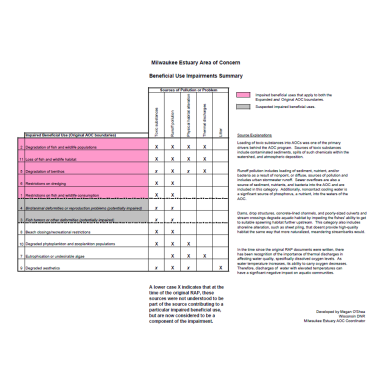 Milwaukee Estuary Area of Concern
Beneficial Use Impairments Summary
Sources of Pollution or Problem
Toxic substances
Runoff/pollution
Physical habitat alteration
Thermal discharges
Other
Impaired beneficial uses that apply to both the
Expanded and Original AOC boundaries.
Suspected impaired beneficial uses
Impaired Beneficial Use (Original AOC boundaries)
2 Degradation of fish and wildlife populations X X X X
11 Loss of fish and wildlife habitat X X X X
5 Degradation of benthos x X x X
6 Restrictions on dredging X X
1 Restrictions on fish and wildlife consumption X X
4 Bird/animal deformities or reproduction problems (potentially impaired) x x
3 Fish tumors or other deformities (potentially impaired) x x
8 Beach closings/recreational restrictions X X
10 Degraded phytoplankton and zooplankton populations X X X
7 Eutrophication or undesirable algae X X X
9 Degraded aesthetics x X x X
Source Explanations
Loading of toxic substances into AOCs was one of the primary
drivers behind the AOC program. Sources of toxic substances
include contaminated sediments, spills of such chemicals within the
watershed, and atmospheric deposition.
Runoff/pollution includes loading of sediment, nutrient, and/or
bacteria as a result of nonpoint, or diffuse, sources of pollution and
includes urban stormwater runoff. Sewer overflows are also a
source of sediment, nutrients, and bacteria into the AOC and are
included in this category. Additionally, noncontact cooling water is
a significant source of phosphorus, a nutrient, into the waters of the
AOC.
Dams, drop structures, concrete-lined channels, and poorly-sized culverts and
stream crossings degrade aquatic habitat by impeding the fishes' ability to get
to suitable spawning habitat further upstream. This category also includes
shoreline alteration, such as sheet piling, that doesn't provide high-quality
habitat the same way that more naturalized, meandering streambanks would.
In the time since the original RAP documents were written, there
has been recognition of the importance of thermal discharges in
affecting water quality, specifically dissolved oxygen levels. As
water temperature increases, its ability to carry oxygen decreases.
Therefore, discharges of water with elevated temperatures can
have a significant negative impact on aquatic communities.
A lower case X indicates that at the
time of the original RAP, these
sources were not understood to be
part of the source contributing to a
particular impaired beneficial use,
but are now considered to be a
component of the impairment.
Developed by Megan O'Shea
Wisconsin DNR
Milwaukee Estuary AOC Coordinator